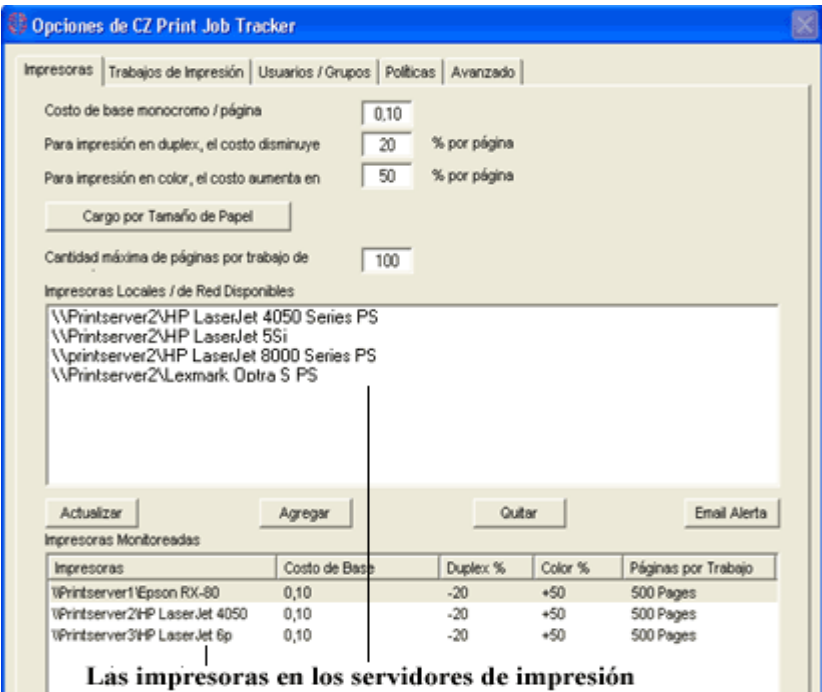 Opciones de CZ Print Job Tracker
Impresoras Trabajos de Impresión Usuarios / Grupos Políticas Avanzado
Costo de base monocromo / página 0,10
Para impresión en duplex, el costo disminuye 20 % por página
Para impresión en color, el costo aumenta en 50 % por página
Cargo por Tamaño de Papel
Cantidad máxima de páginas por trabajo de 100
Impresoras Locales / de Red Disponibles
\\Printserver2\HP LaserJet 4050 Series PS
\\Printserver2\HP LaserJet 5Si
\\printserver2\HP LaserJet 8000 Series PS
\\Printserver2\Lexmark Optra S PS
Actualizar Agregar Quitar Email Alerta
Impresoras Monitoreadas
Impresoras Costo de Base Duplex % Color % Páginas por Trabajo
\\Printserver1\Epson RX-80 0,10 -20 +50 500 Pages
\\Printserver2\HP LaserJet 4050 0,10 -20 +50 500 Pages
\\Printserver3\HP LaserJet 6p 0,10 -20 +50 500 Pages
Las impresoras en los servidores de impresión